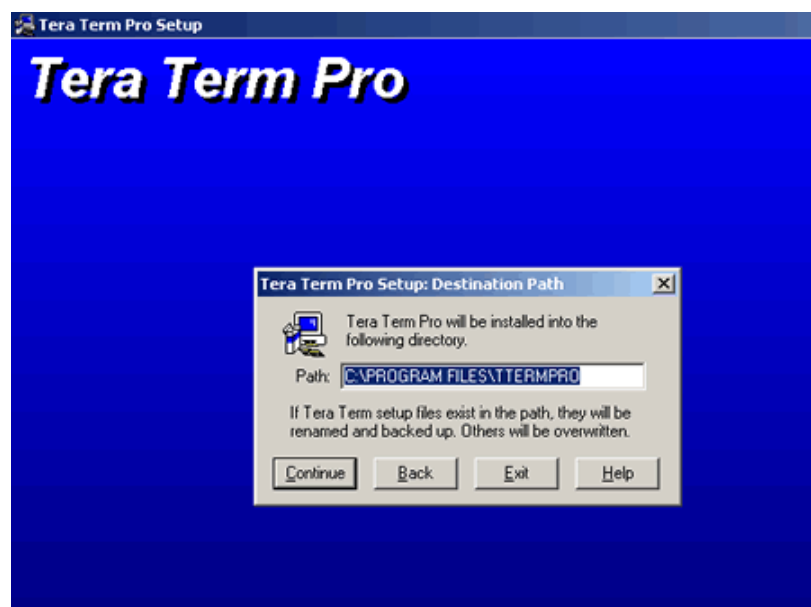 Tera Term Pro Setup
Tera Term Pro
Tera Term Pro Setup: Destination Path
Tera Term Pro will be installed into the
following directory.
Path: C:\PROGRAM FILES\TTERMPRO
If Tera Term setup files exist in the path, they will be
renamed and backed up. Others will be overwritten.
Continue Back Exit Help